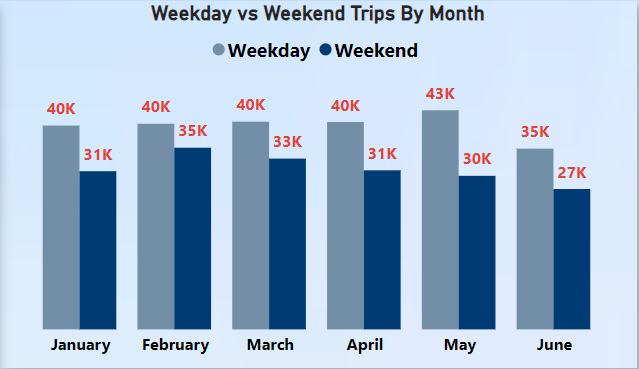 Weekday vs Weekend Trips By Month
Weekday Weekend
40K 31K 40K 35K 40K 33K 40K 31K 43K 30K 35K 27K
January February March April May June